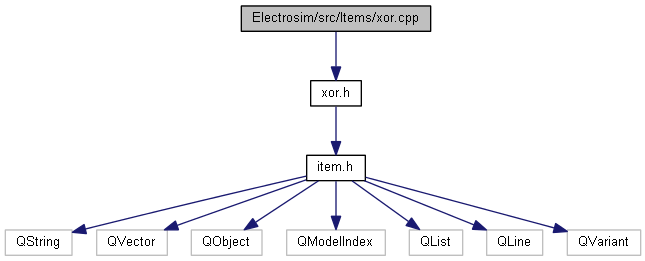 Electrosim/src/Items/xor.cpp
xor.h
item.h
QString
QVector
QObject
QModelIndex
QList
QLine
QVariant